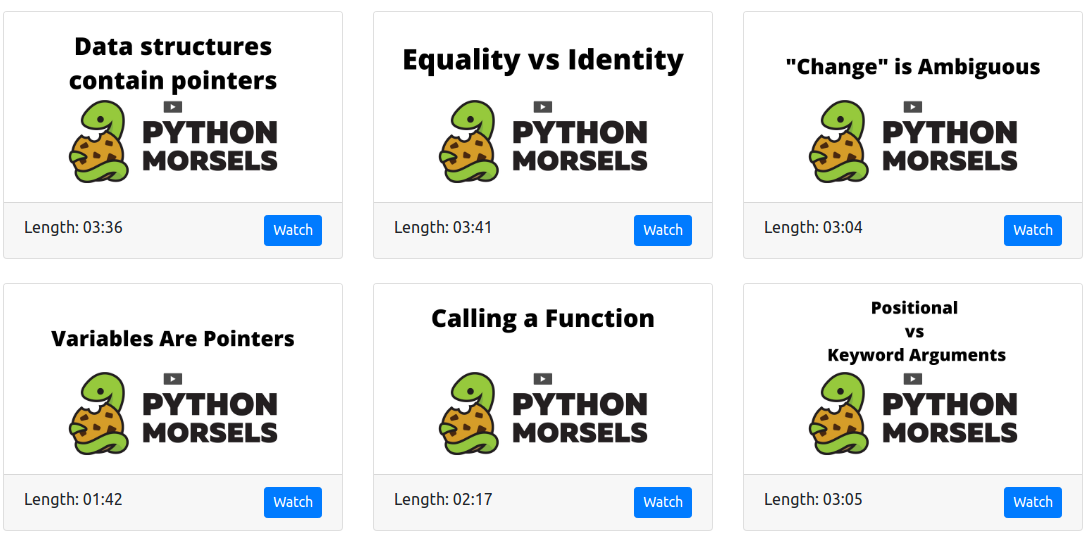 Data structures
contain pointers
PYTHON
MORSELS
Length: 03:36
Watch
Equality vs Identity
PYTHON
MORSELS
Length: 03:41
Watch
"Change" is Ambiguous
PYTHON
MORSELS
Length: 03:04
Watch
Variables Are Pointers
PYTHON
MORSELS
Length: 01:42
Watch
Calling a Function
PYTHON
MORSELS
Length: 02:17
Watch
Positional
vs
Keyword Arguments
PYTHON
MORSELS
Length: 03:05
Watch